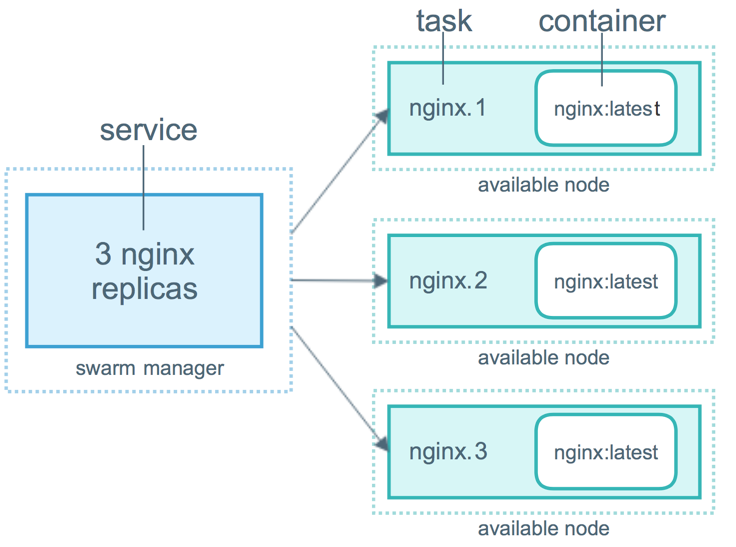 task
container
nginx.1
nginx:latest
available node
service
3 nginx
replicas
swarm manager
nginx.2
nginx:latest
available node
nginx.3
nginx:latest
available node